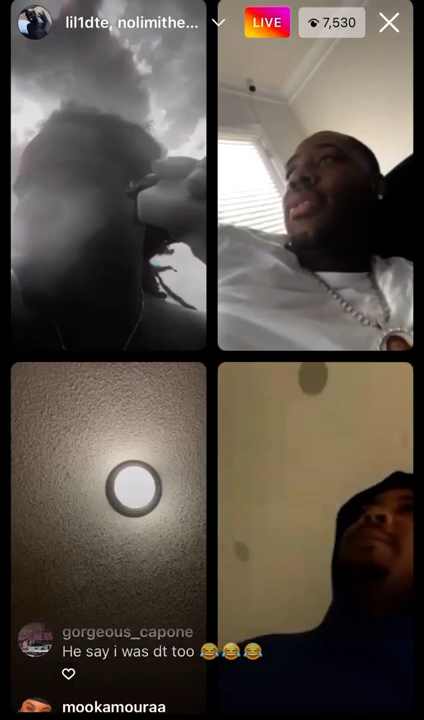 lil1dte, nolimithe...
LIVE
7,530
gorgeous_capone
He say i was dt too 😂😂😂
mookamouraa